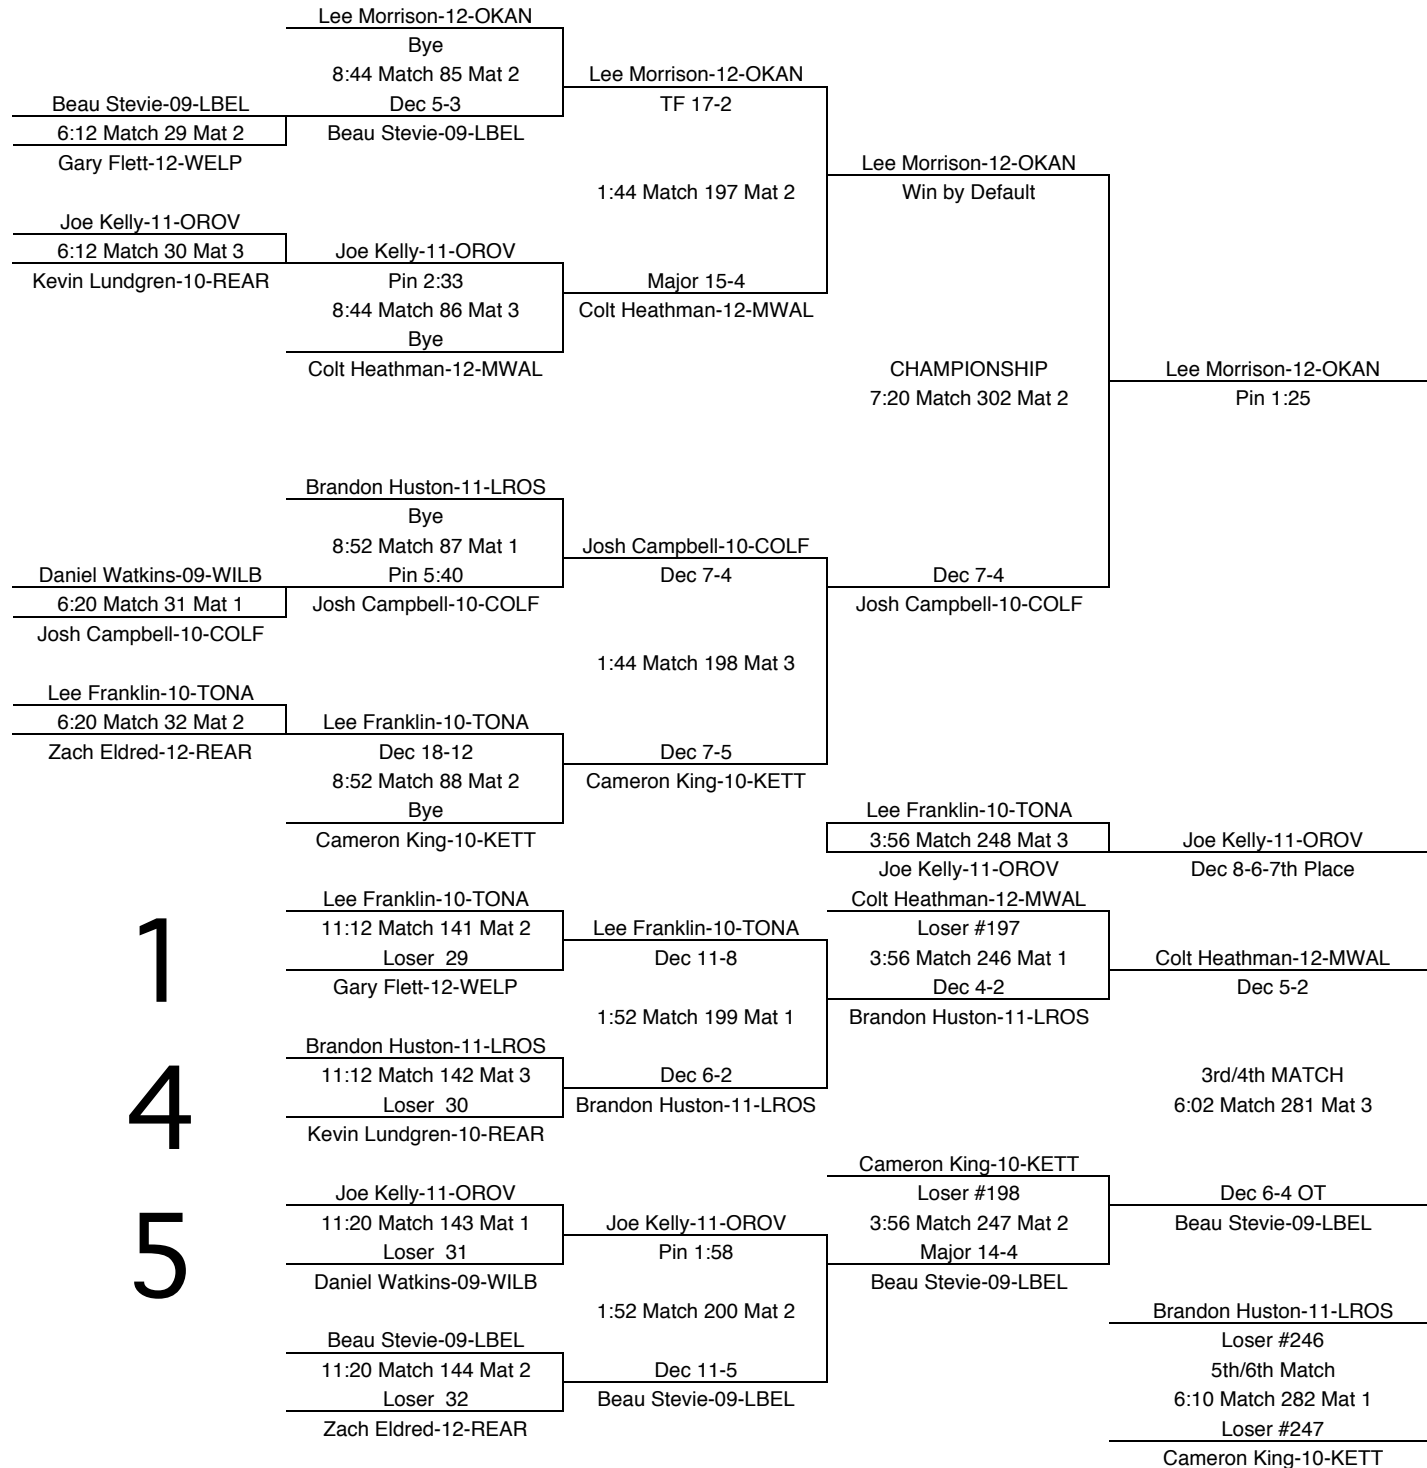 Lee Morrison-12-OKAN
Bye
8:44 Match 85 Mat 2
Lee Morrison-12-OKAN
Beau Stevie-09-LBEL
Dec 5-3
TF 17-2
6:12 Match 29 Mat 2
Beau Stevie-09-LBEL
Gary Flett-12-WELP
Lee Morrison-12-OKAN
1:44 Match 197 Mat 2
Win by Default
Joe Kelly-11-OROV
6:12 Match 30 Mat 3
Joe Kelly-11-OROV
Kevin Lundgren-10-REAR
Pin 2:33
Major 15-4
8:44 Match 86 Mat 3
Colt Heathman-12-MWAL
Bye
Colt Heathman-12-MWAL
CHAMPIONSHIP
Lee Morrison-12-OKAN
7:20 Match 302 Mat 2
Pin 1:25
Brandon Huston-11-LROS
Bye
8:52 Match 87 Mat 1
Josh Campbell-10-COLF
Daniel Watkins-09-WILB
Pin 5:40
Dec 7-4
Dec 7-4
6:20 Match 31 Mat 1
Josh Campbell-10-COLF
Josh Campbell-10-COLF
Josh Campbell-10-COLF
1:44 Match 198 Mat 3
Lee Franklin-10-TONA
6:20 Match 32 Mat 2
Lee Franklin-10-TONA
Zach Eldred-12-REAR
Dec 18-12
Dec 7-5
8:52 Match 88 Mat 2
Cameron King-10-KETT
Bye
Lee Franklin-10-TONA
Cameron King-10-KETT
3:56 Match 248 Mat 3
Joe Kelly-11-OROV
Joe Kelly-11-OROV
Dec 8-6-7th Place
Lee Franklin-10-TONA
Colt Heathman-12-MWAL
1
11:12 Match 141 Mat 2
Lee Franklin-10-TONA
Loser #197
Loser 29
Dec 11-8
3:56 Match 246 Mat 1
Colt Heathman-12-MWAL
Gary Flett-12-WELP
Dec 4-2
Dec 5-2
1:52 Match 199 Mat 1
Brandon Huston-11-LROS
Brandon Huston-11-LROS
4
11:12 Match 142 Mat 3
Dec 6-2
3rd/4th MATCH
Loser 30
Brandon Huston-11-LROS
6:02 Match 281 Mat 3
Kevin Lundgren-10-REAR
Cameron King-10-KETT
Joe Kelly-11-OROV
Loser #198
Dec 6-4 OT
5
11:20 Match 143 Mat 1
Joe Kelly-11-OROV
3:56 Match 247 Mat 2
Beau Stevie-09-LBEL
Loser 31
Pin 1:58
Major 14-4
Daniel Watkins-09-WILB
Beau Stevie-09-LBEL
1:52 Match 200 Mat 2
Brandon Huston-11-LROS
Beau Stevie-09-LBEL
Loser #246
11:20 Match 144 Mat 2
Dec 11-5
5th/6th Match
Loser 32
Beau Stevie-09-LBEL
6:10 Match 282 Mat 1
Zach Eldred-12-REAR
Loser #247
Cameron King-10-KETT